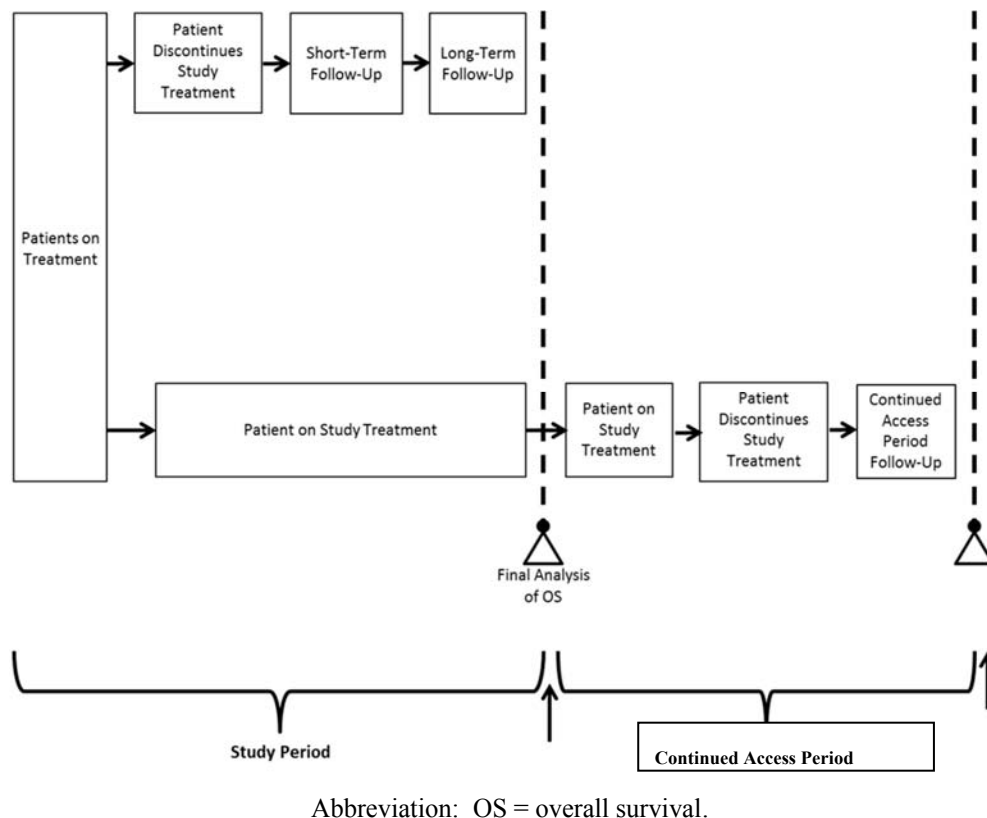 Patient
Discontinues
Study
Treatment
Short-Term
Follow-Up
Long-Term
Follow-Up
Patients on
Treatment
Patient on Study Treatment
Patient on
Study
Treatment
Patient
Discontinues
Study
Treatment
Continued
Access
Period
Follow-Up
Final Analysis
of OS
Study Period
Continued Access Period
Abbreviation: OS = overall survival.